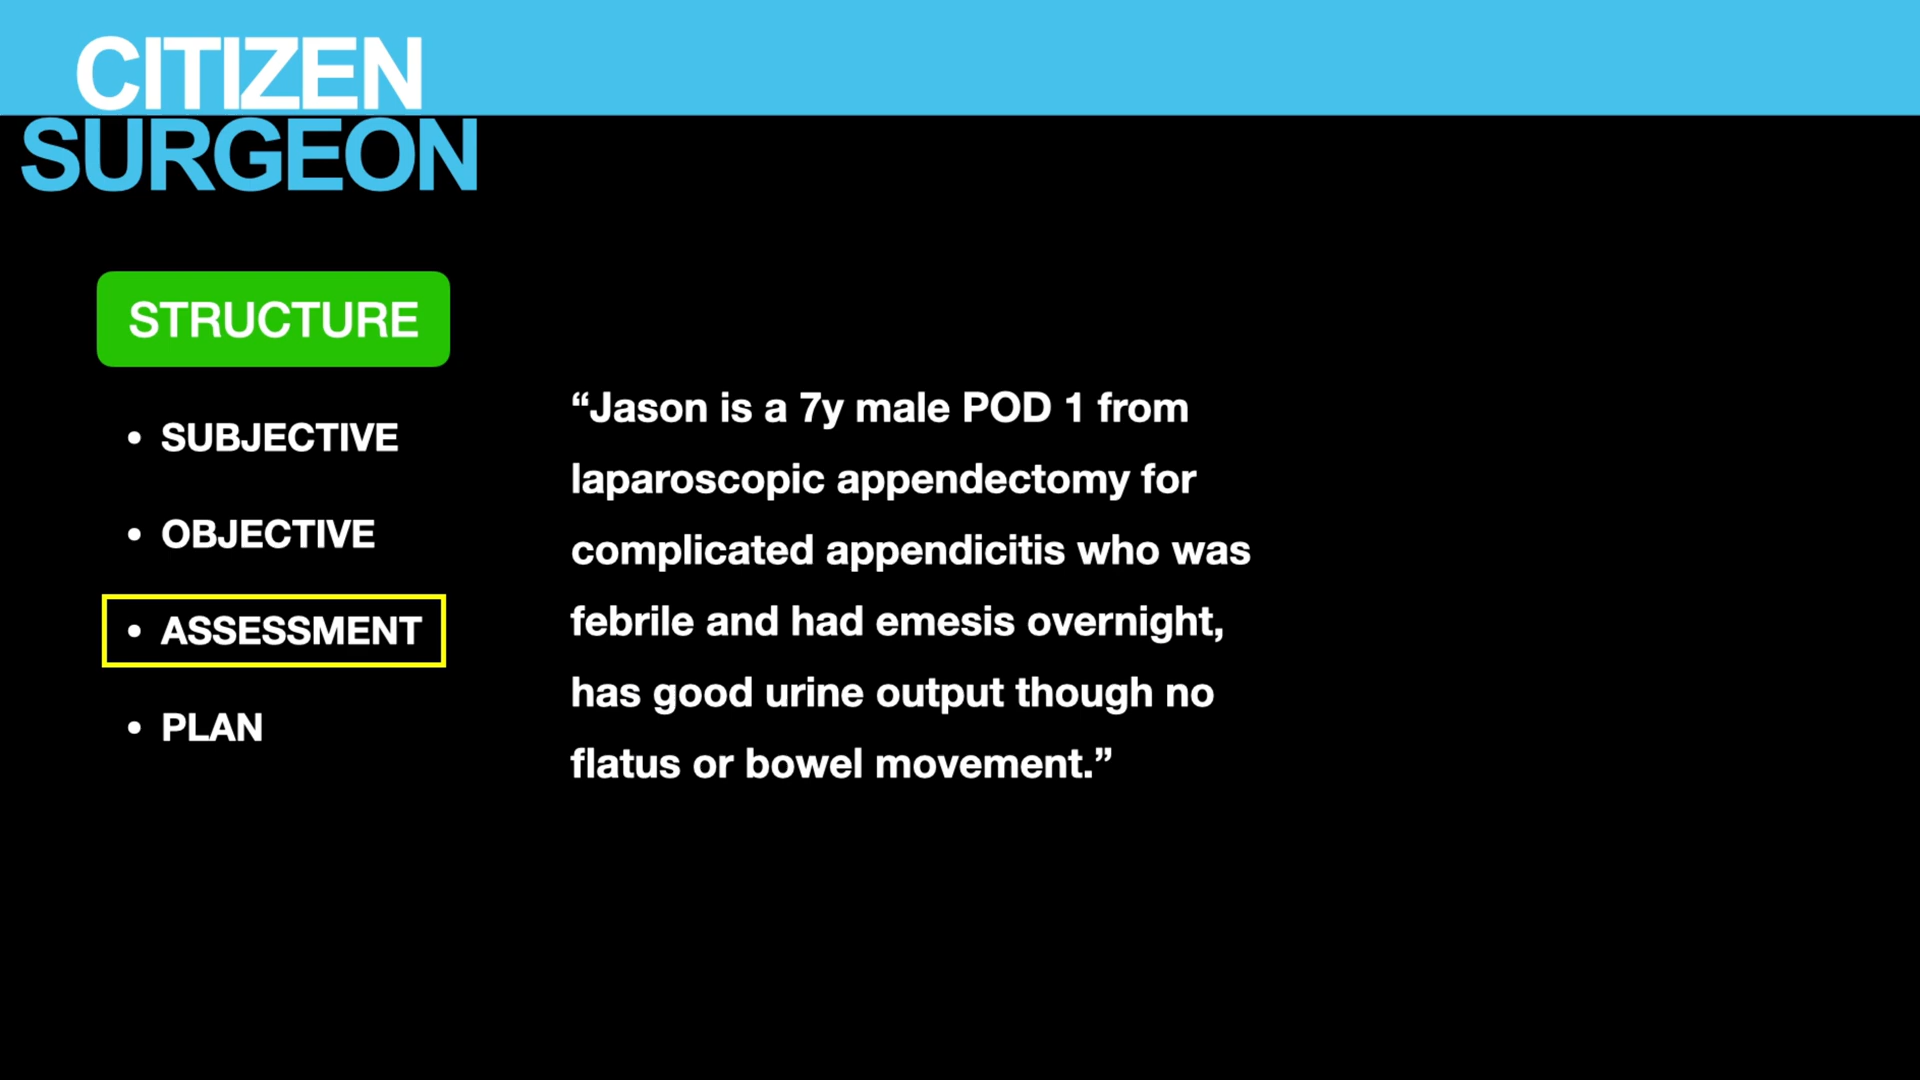 CITIZEN
SURGEON
STRUCTURE
• SUBJECTIVE
• OBJECTIVE
• ASSESSMENT
• PLAN
“Jason is a 7y male POD 1 from
laparoscopic appendectomy for
complicated appendicitis who was
febrile and had emesis overnight,
has good urine output though no
flatus or bowel movement.”